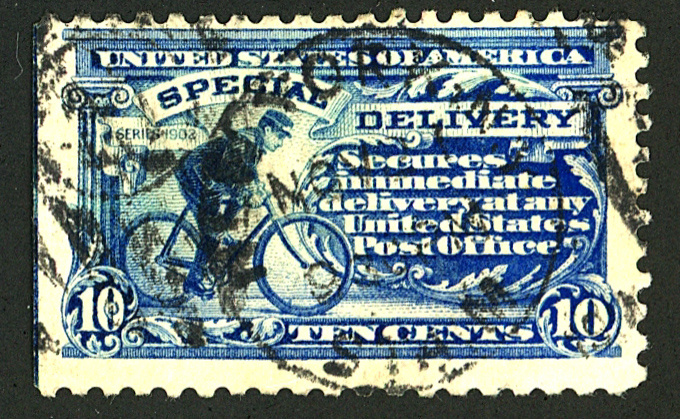 UNITED STATES OF AMERICA
SPECIAL
DELIVERY
SERIES 1902
Secures
immediate
delivery at any
United States
Post Office.
10
TEN CENTS
10
NOV